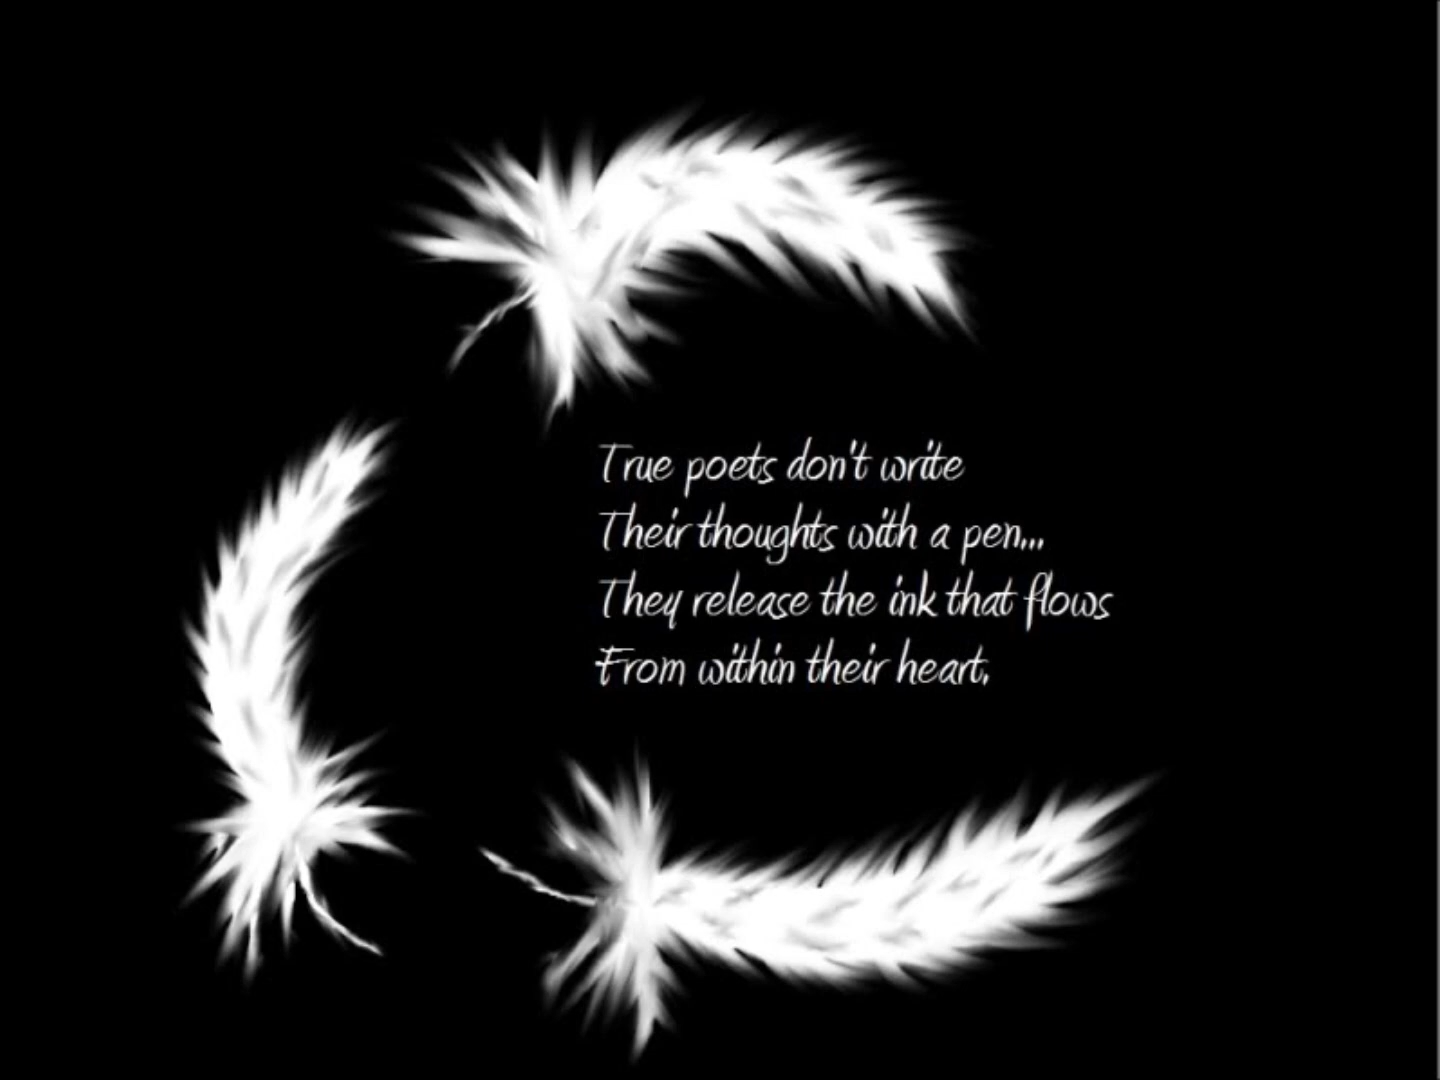 True poets don't write
Their thoughts with a pen...
They release the ink that flows
From within their heart.